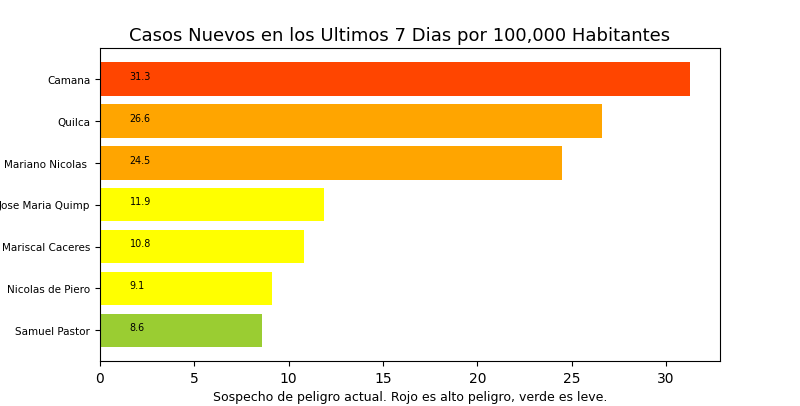 Casos Nuevos en los Ultimos 7 Dias por 100,000 Habitantes
Camana 31.3
Quilca 26.6
Mariano Nicolas 24.5
Jose Maria Quimp 11.9
Mariscal Caceres 10.8
Nicolas de Piero 9.1
Samuel Pastor 8.6
0 5 10 15 20 25 30
Sospecho de peligro actual. Rojo es alto peligro, verde es leve.